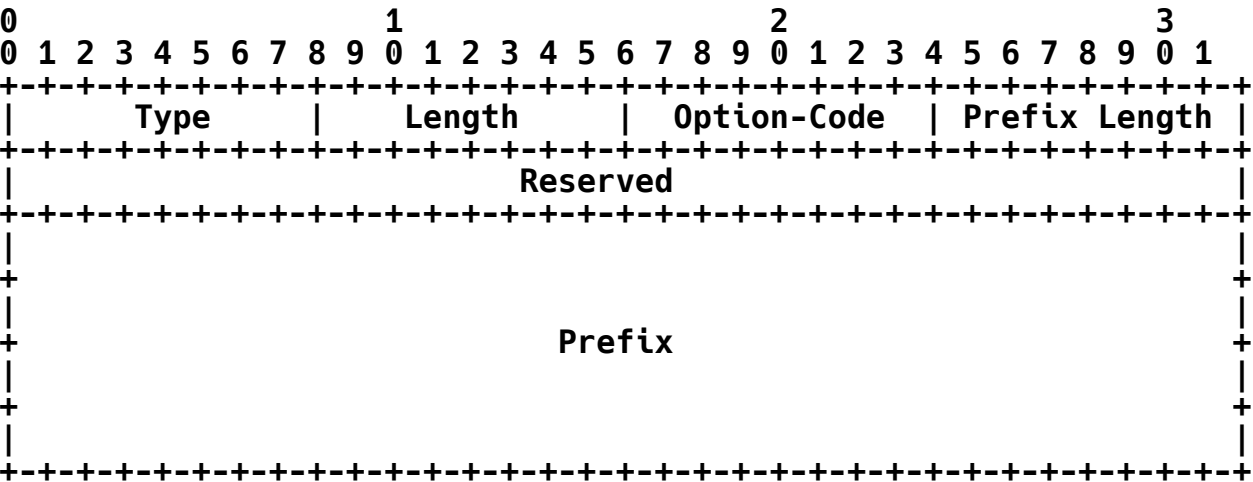 0                   1                   2                   3
0 1 2 3 4 5 6 7 8 9 0 1 2 3 4 5 6 7 8 9 0 1 2 3 4 5 6 7 8 9 0 1
+-+-+-+-+-+-+-+-+-+-+-+-+-+-+-+-+-+-+-+-+-+-+-+-+-+-+-+-+-+-+-+-+
|      Type     |    Length     |  Option-Code  | Prefix Length |
+-+-+-+-+-+-+-+-+-+-+-+-+-+-+-+-+-+-+-+-+-+-+-+-+-+-+-+-+-+-+-+-+
|                          Reserved                             |
+-+-+-+-+-+-+-+-+-+-+-+-+-+-+-+-+-+-+-+-+-+-+-+-+-+-+-+-+-+-+-+-+
|                                                               |
+                                                               +
|                                                               |
+                            Prefix                             +
|                                                               |
+                                                               +
|                                                               |
+-+-+-+-+-+-+-+-+-+-+-+-+-+-+-+-+-+-+-+-+-+-+-+-+-+-+-+-+-+-+-+-+